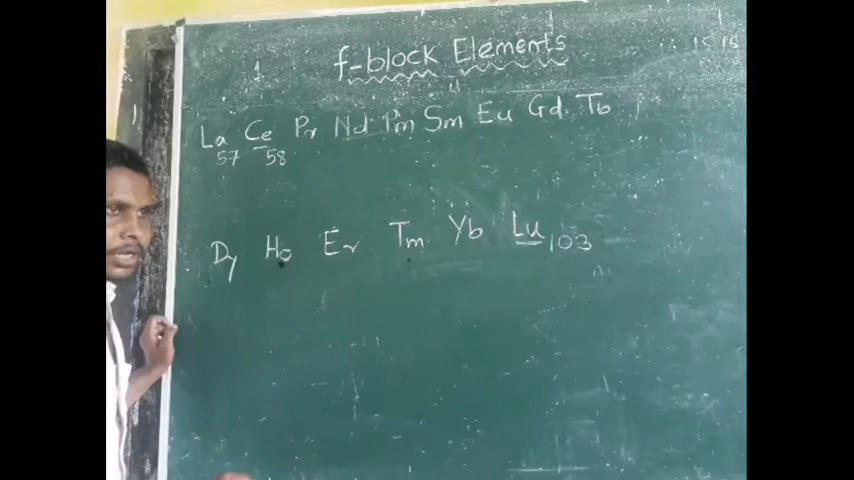 f-block Elements
La Ce Pr Nd Pm Sm Eu Gd Tb
57 58
Dy Ho Er Tm Yb Lu 103